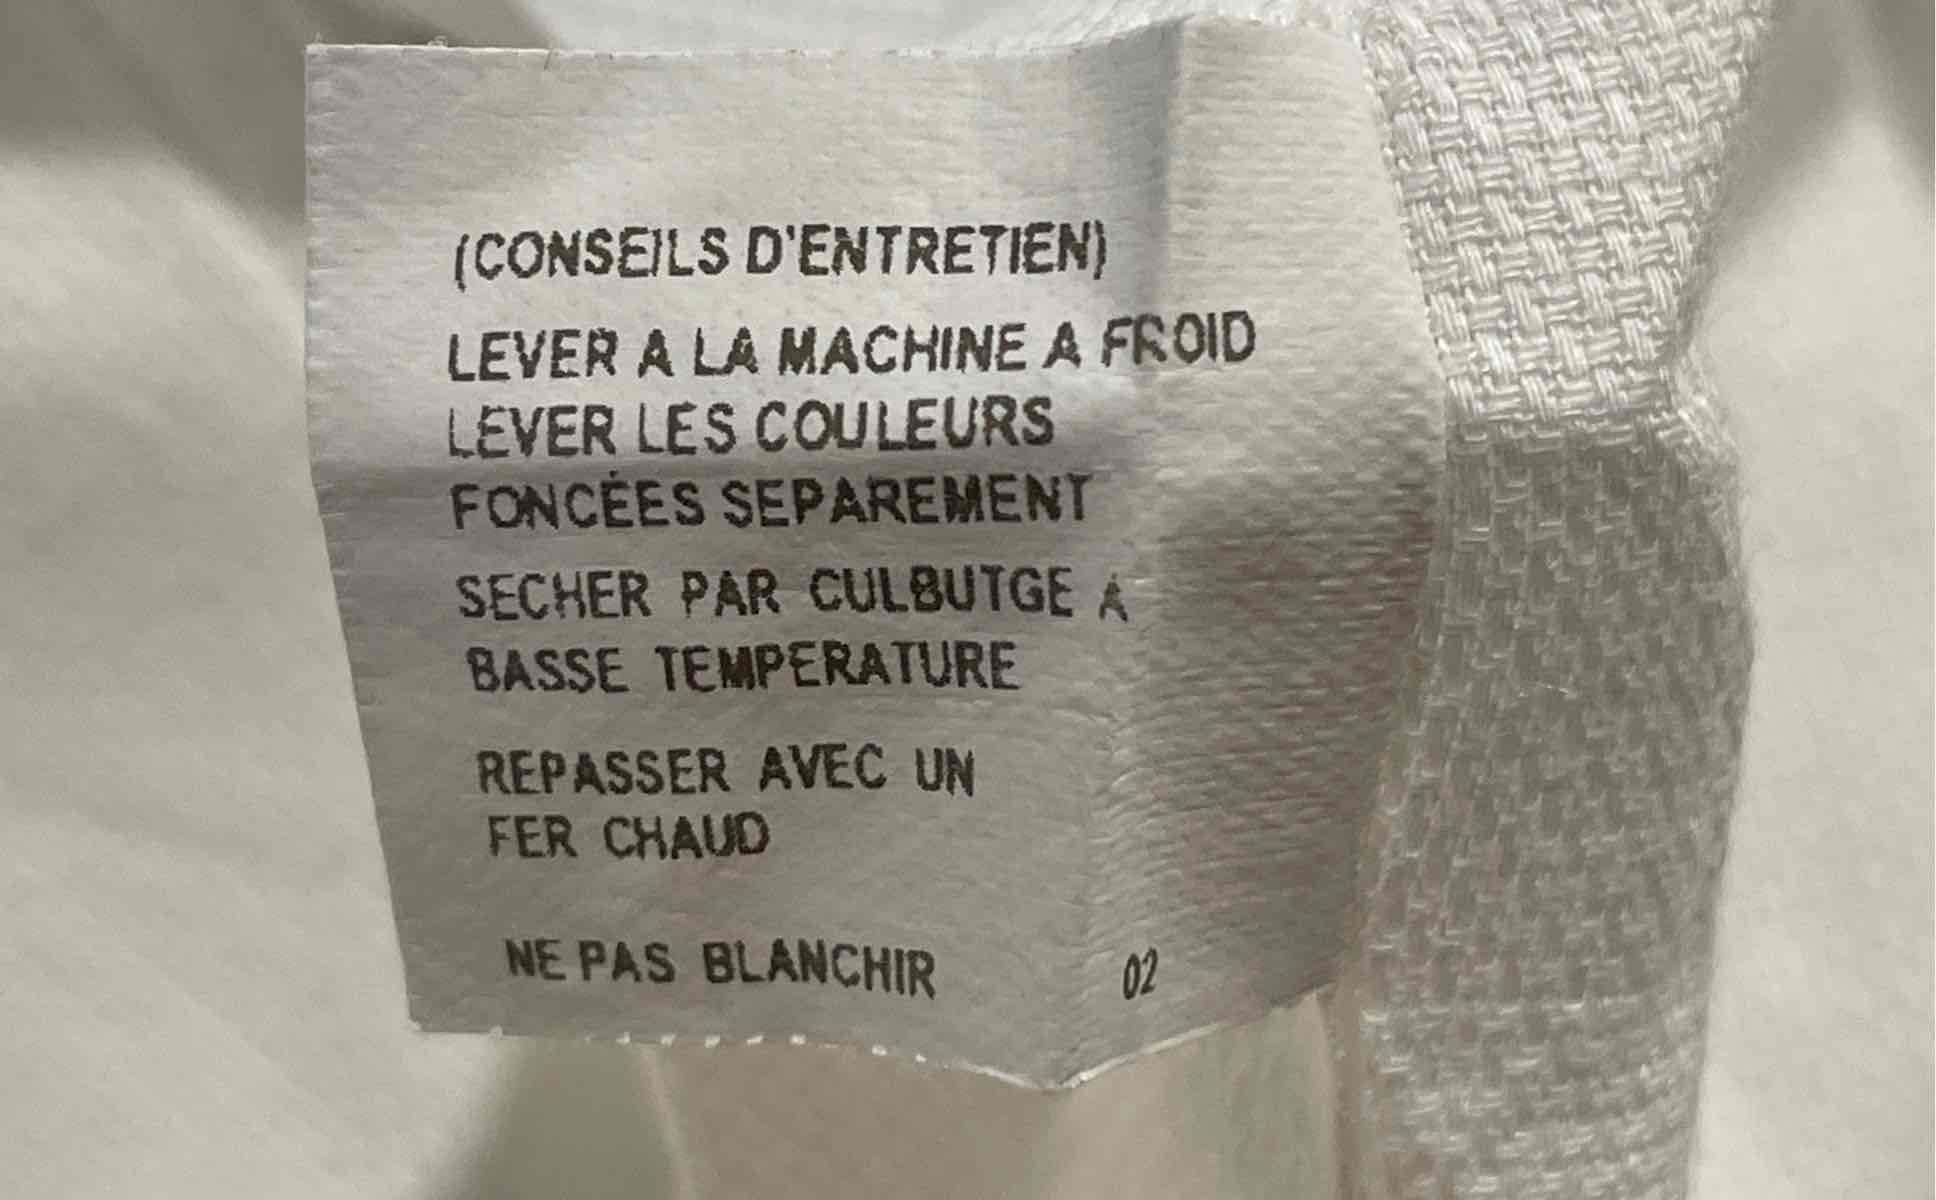 (CONSEILS D'ENTRETIEN)
LEVER A LA MACHINE A FROID
LEVER LES COULEURS
FONCÉES SEPAREMENT
SECHER PAR CULBUTGE A
BASSE TEMPERATURE
REPASSER AVEC UN
FER CHAUD
NE PAS BLANCHIR 02